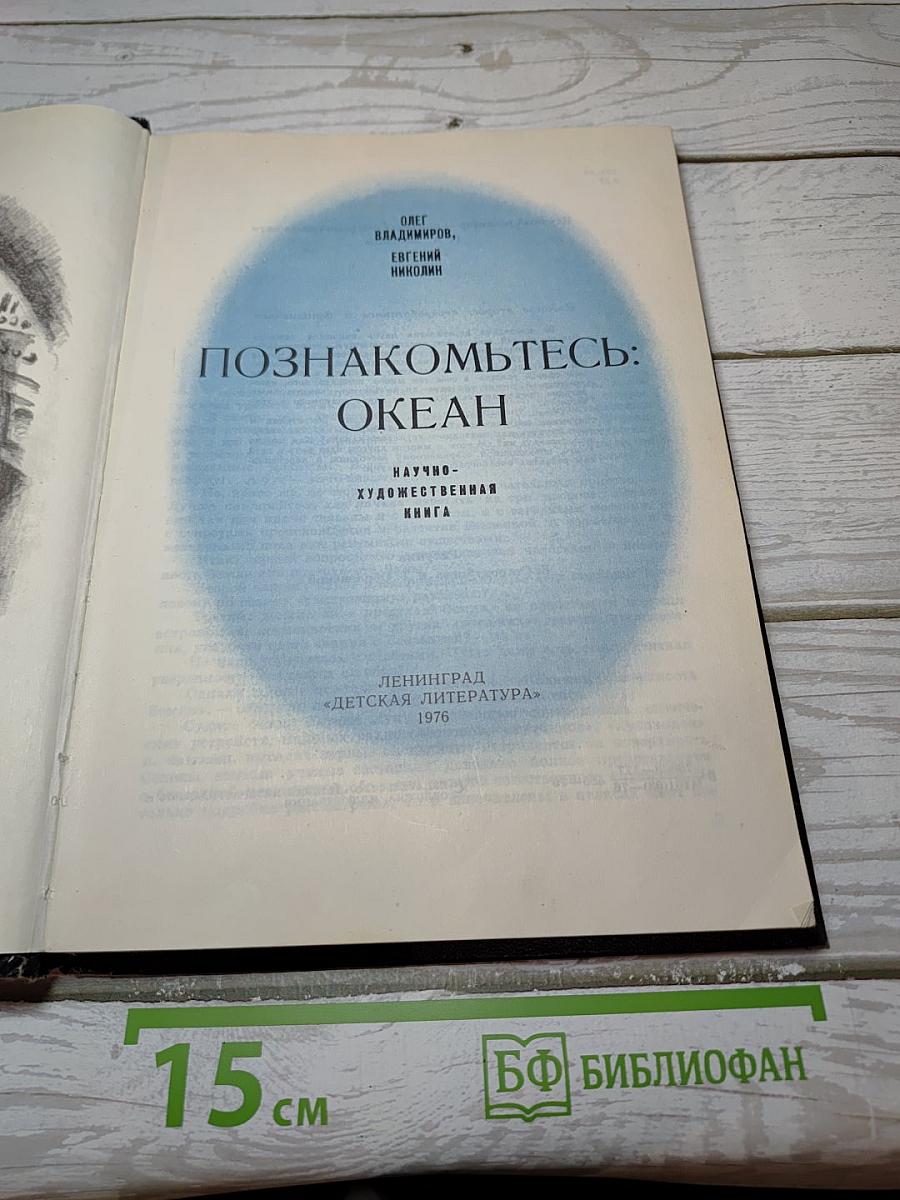 ОЛЕГ
ВЛАДИМИРОВ,
ЕВГЕНИЙ
НИКОЛИН
ПОЗНАКОМЬТЕСЬ:
ОКЕАН
НАУЧНО-
ХУДОЖЕСТВЕННАЯ
КНИГА
ЛЕНИНГРАД
«ДЕТСКАЯ ЛИТЕРАТУРА»
1976
15 см
БФ БИБЛИОФАН